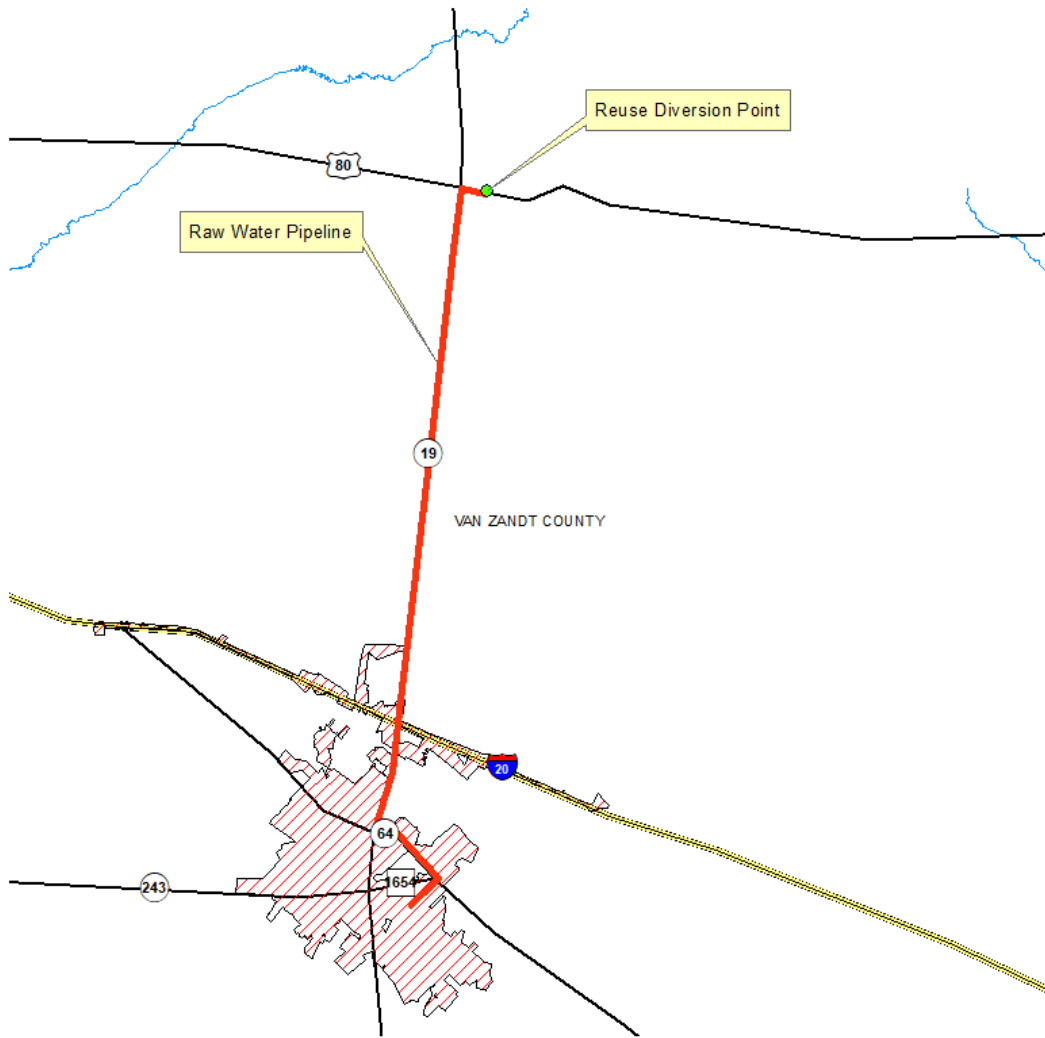 Reuse Diversion Point
80
Raw Water Pipeline
19
VAN ZANDT COUNTY
20
64
1654
243